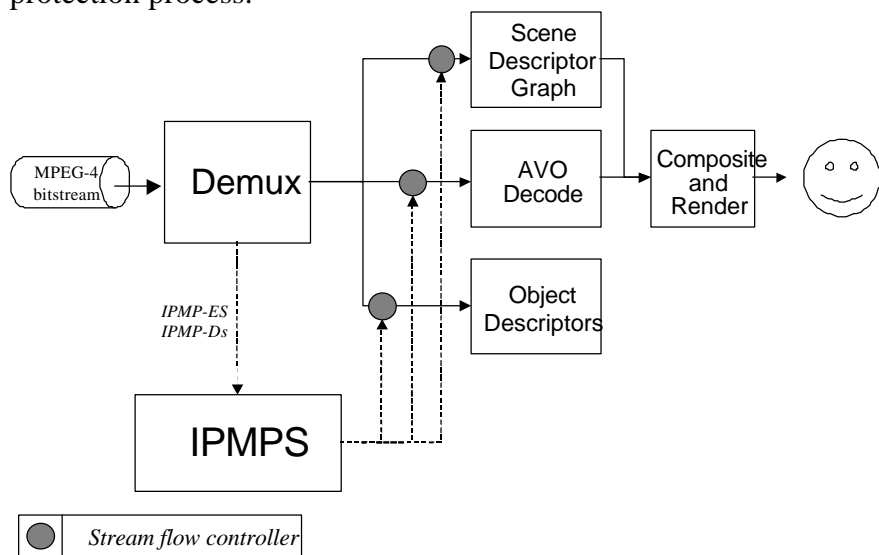 protection process.
Scene
Descriptor
Graph
MPEG-4
bitstream
Demux
AVO
Decode
Composite
and
Render
IPMP-ES
IPMP-Ds
Object
Descriptors
IPMPS
Stream flow controller